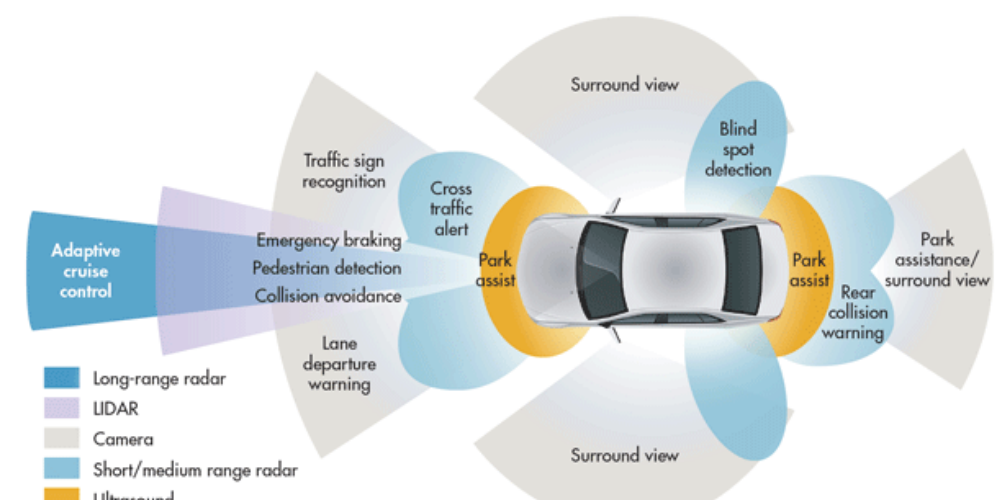 Surround view
Blind
spot
detection
Traffic sign
recognition
Cross
traffic
alert
Adaptive
cruise
control
Emergency braking
Pedestrian detection
Collision avoidance
Park
assist
Park
assist
Park
assistance/
surround view
Rear
collision
warning
Lane
departure
warning
Surround view
Long-range radar
LIDAR
Camera
Short/medium range radar
Ultrasound